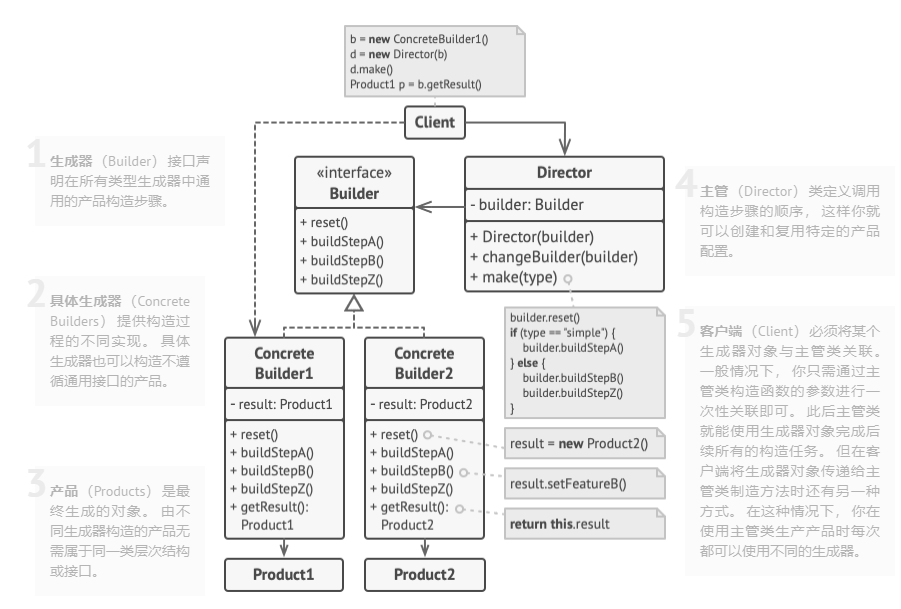 b = new ConcreteBuilder1()
d = new Director(b)
d.make()
Product1 p = b.getResult()
Client
1
生成器（Builder）接口声
明在所有类型生成器中通
用的产品构造步骤。
«interface»
Builder
+ reset()
+ buildStepA()
+ buildStepB()
+ buildStepZ()
Director
- builder: Builder
+ Director(builder)
+ changeBuilder(builder)
+ make(type)
4
主管（Director）类定义调用
构造步骤的顺序， 这样你就
可以创建和复用特定的产品
配置。
2
具体生成器（Concrete
Builders） 提供构造过
程的不同实现。 具体
生成器也可以构造不遵
循通用接口的产品。
builder.reset()
if (type == "simple") {
builder.buildStepA()
} else {
builder.buildStepB()
builder.buildStepZ()
}
5
客户端（Client）必须将某个
生成器对象与主管类关联。
一般情况下， 你只需通过主
管类构造函数的参数进行一
次性关联即可。 此后主管类
就能使用生成器对象完成后
续所有的构造任务。 但在客
户端将生成器对象传递给主
管类制造方法时还有另一种
方式。 在这种情况下， 你在
使用主管类生产产品时每次
都可以使用不同的生成器。
Concrete
Builder1
- result: Product1
+ reset()
+ buildStepA()
+ buildStepB()
+ buildStepZ()
+ getResult():
Product1
Concrete
Builder2
- result: Product2
+ reset()
+ buildStepA()
+ buildStepB()
+ buildStepZ()
+ getResult():
Product2
result = new Product2()
result.setFeatureB()
return this.result
3
产品（Products）是最
终生成的对象。 由不
同生成器构造的产品无
需属于同一类层次结构
或接口。
Product1
Product2